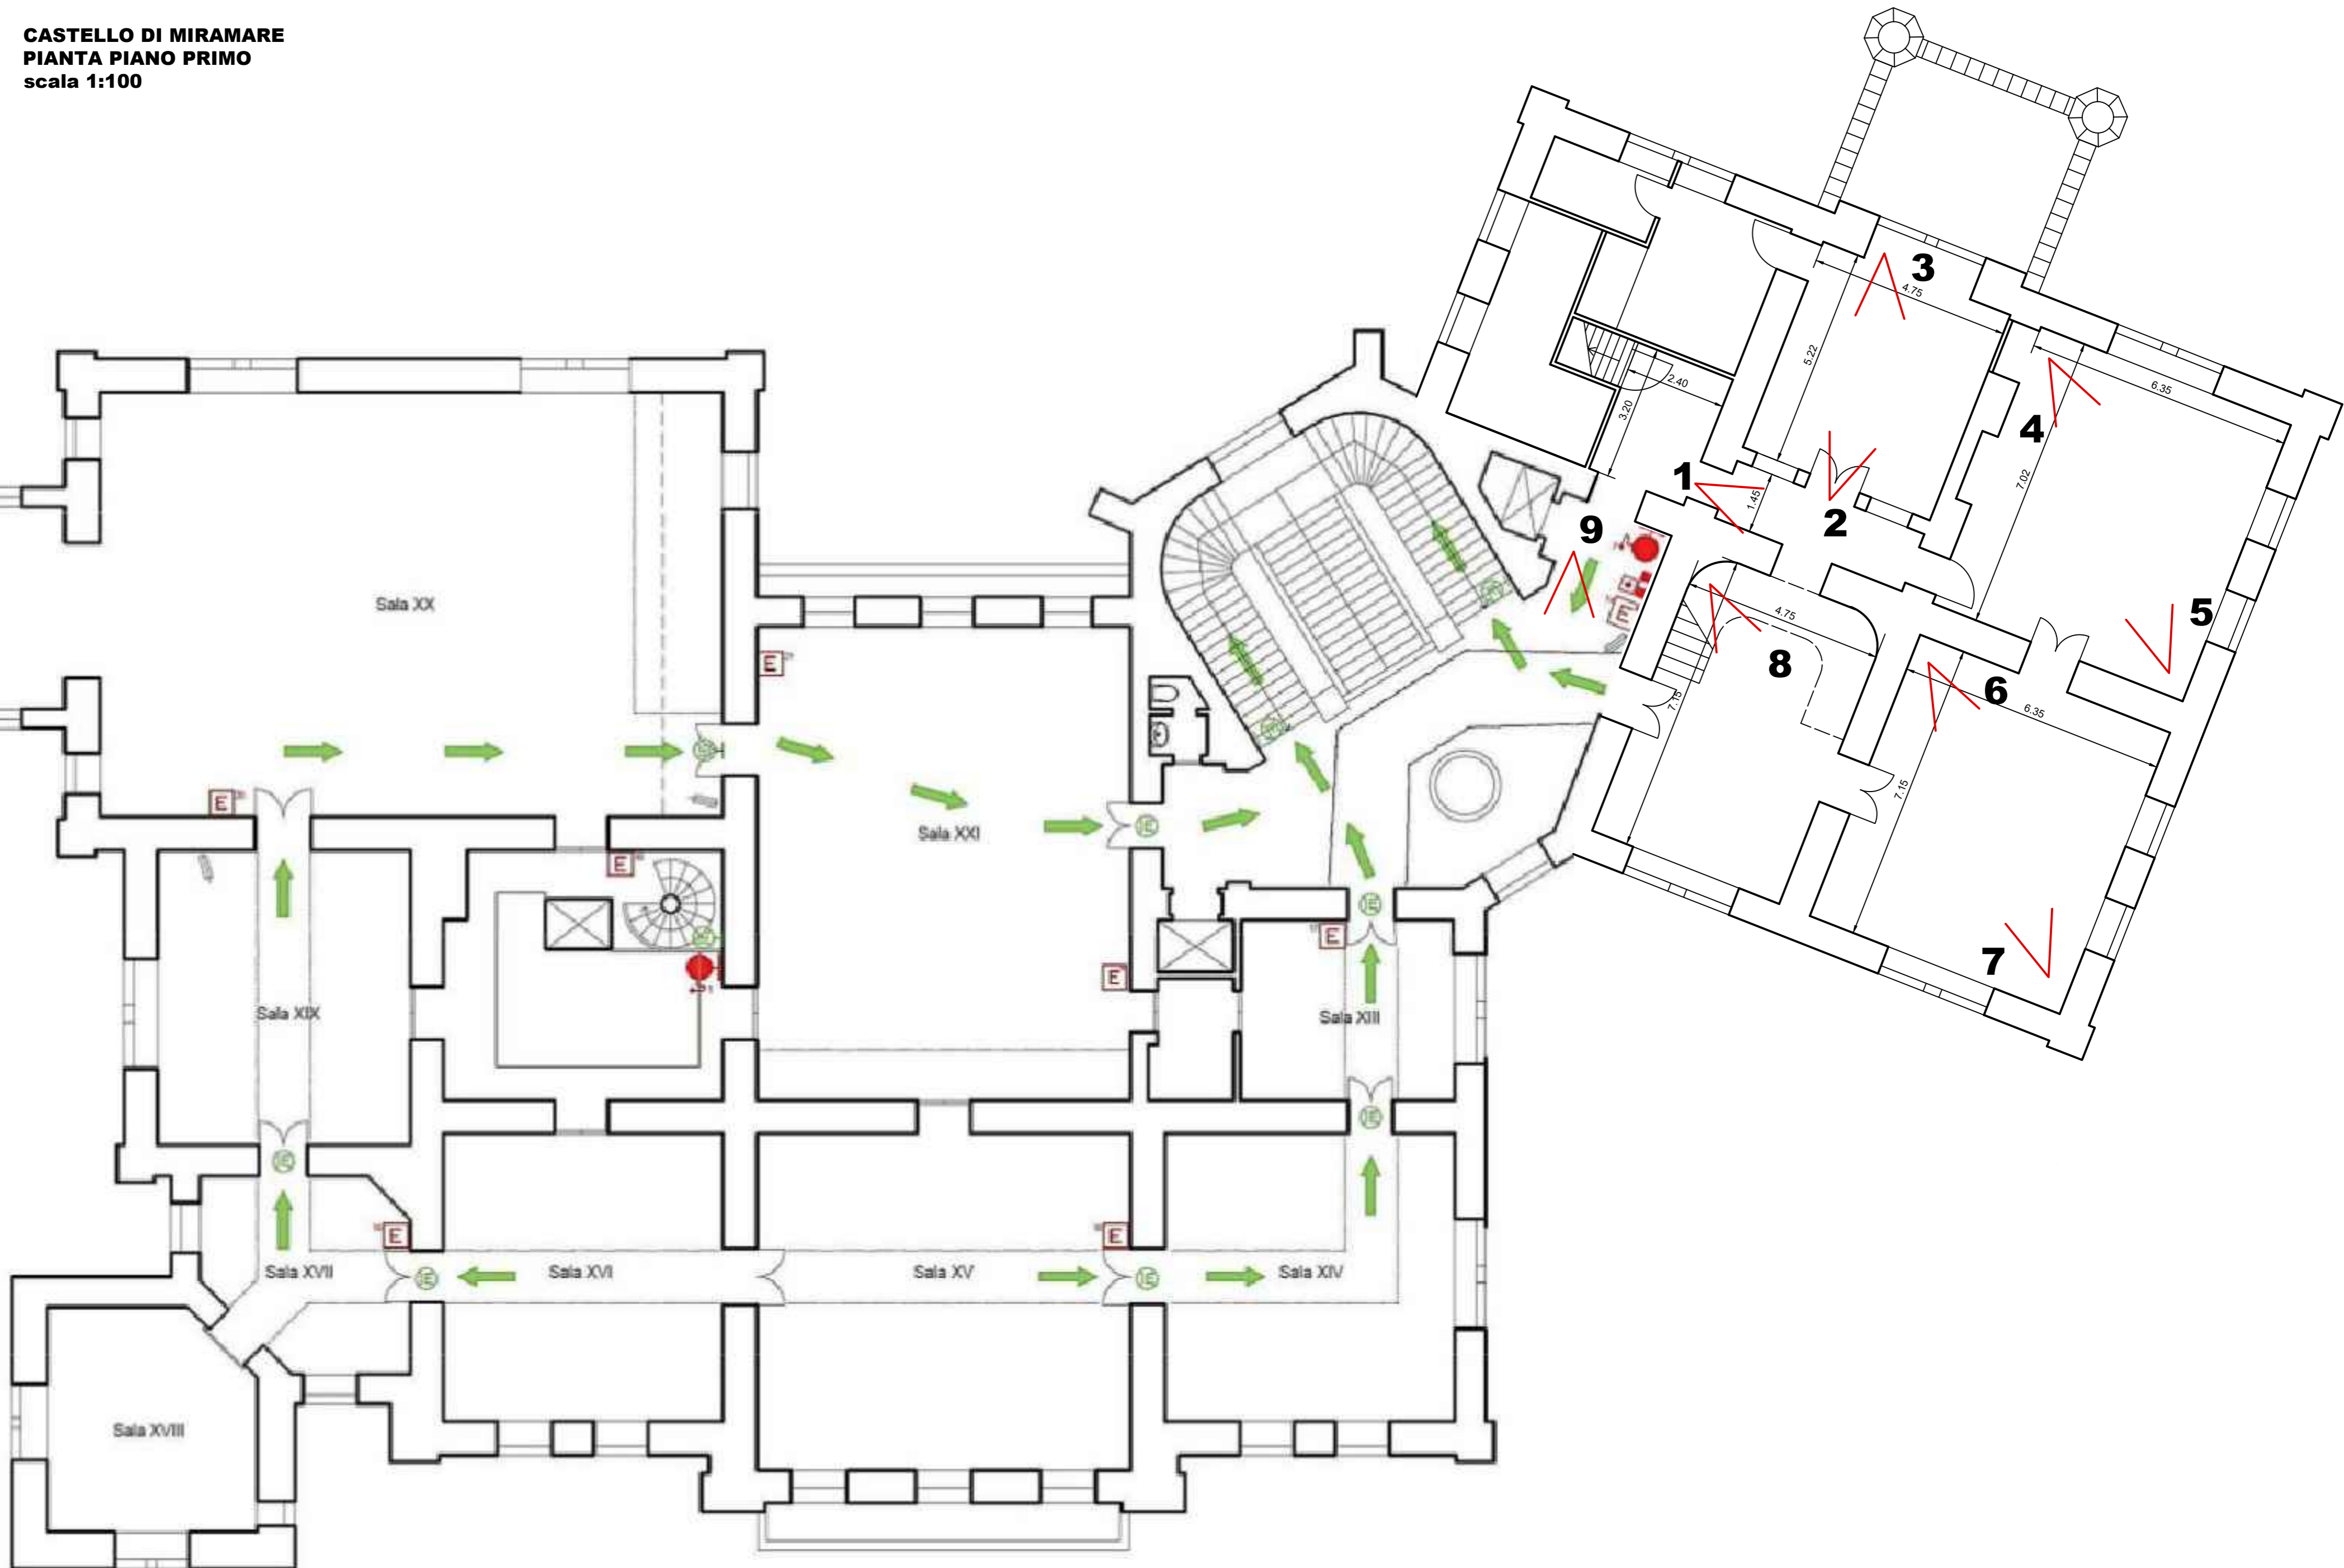 CASTELLO DI MIRAMARE
PIANTA PIANO PRIMO
scala 1:100
3
4.75
5.22
2.40
3.20
4
6.35
7.02
1
1.45
2
9
E
5
4.75
8
6
6.35
7.15
7.15
7
Sala XX
E
E
Sala XXI
E
E
E
E
Sala XIX
Sala XIII
E
E
Sala XVII
Sala XVI
Sala XV
Sala XIV
Sala XVIII